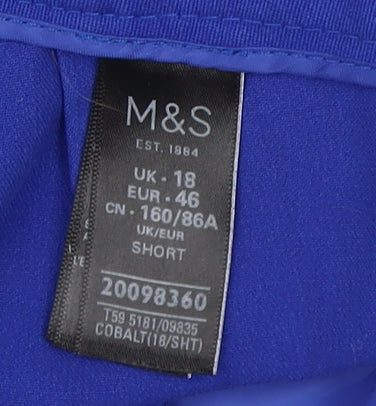 M&S
EST. 1884
UK · 18
EUR · 46
CN · 160/86A
UK/EUR
SHORT
20098360
T59 5181/09835
COBALT(18/SHT)